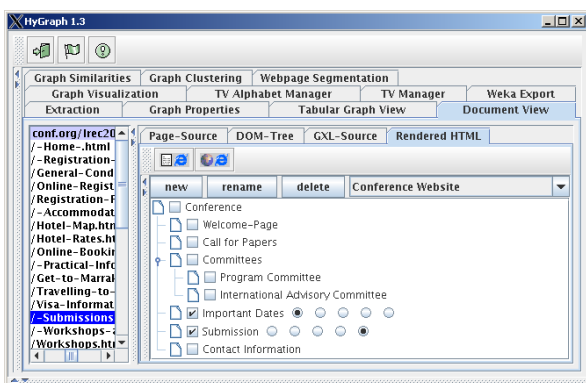 HyGraph 1.3
Graph Similarities Graph Clustering Webpage Segmentation
Graph Visualization TV Alphabet Manager TV Manager Weka Export
Extraction Graph Properties Tabular Graph View Document View
conf.org/lrec20
/-Home-.html
/-Registration-
/General-Cond
/Online-Regist
/Registration-F
/-Accommodat
/Hotel-Map.htm
/Hotel-Rates.ht
/Online-Bookin
/-Practical-Info
/Get-to-Marral
/Travelling-to-
/Visa-Informat
/-Submissions
/-Workshops-a
/Workshops.htr
Page-Source DOM-Tree GXL-Source Rendered HTML
new rename delete Conference Website
Conference
Welcome-Page
Call for Papers
Committees
Program Committee
International Advisory Committee
Important Dates
Submission
Contact Information